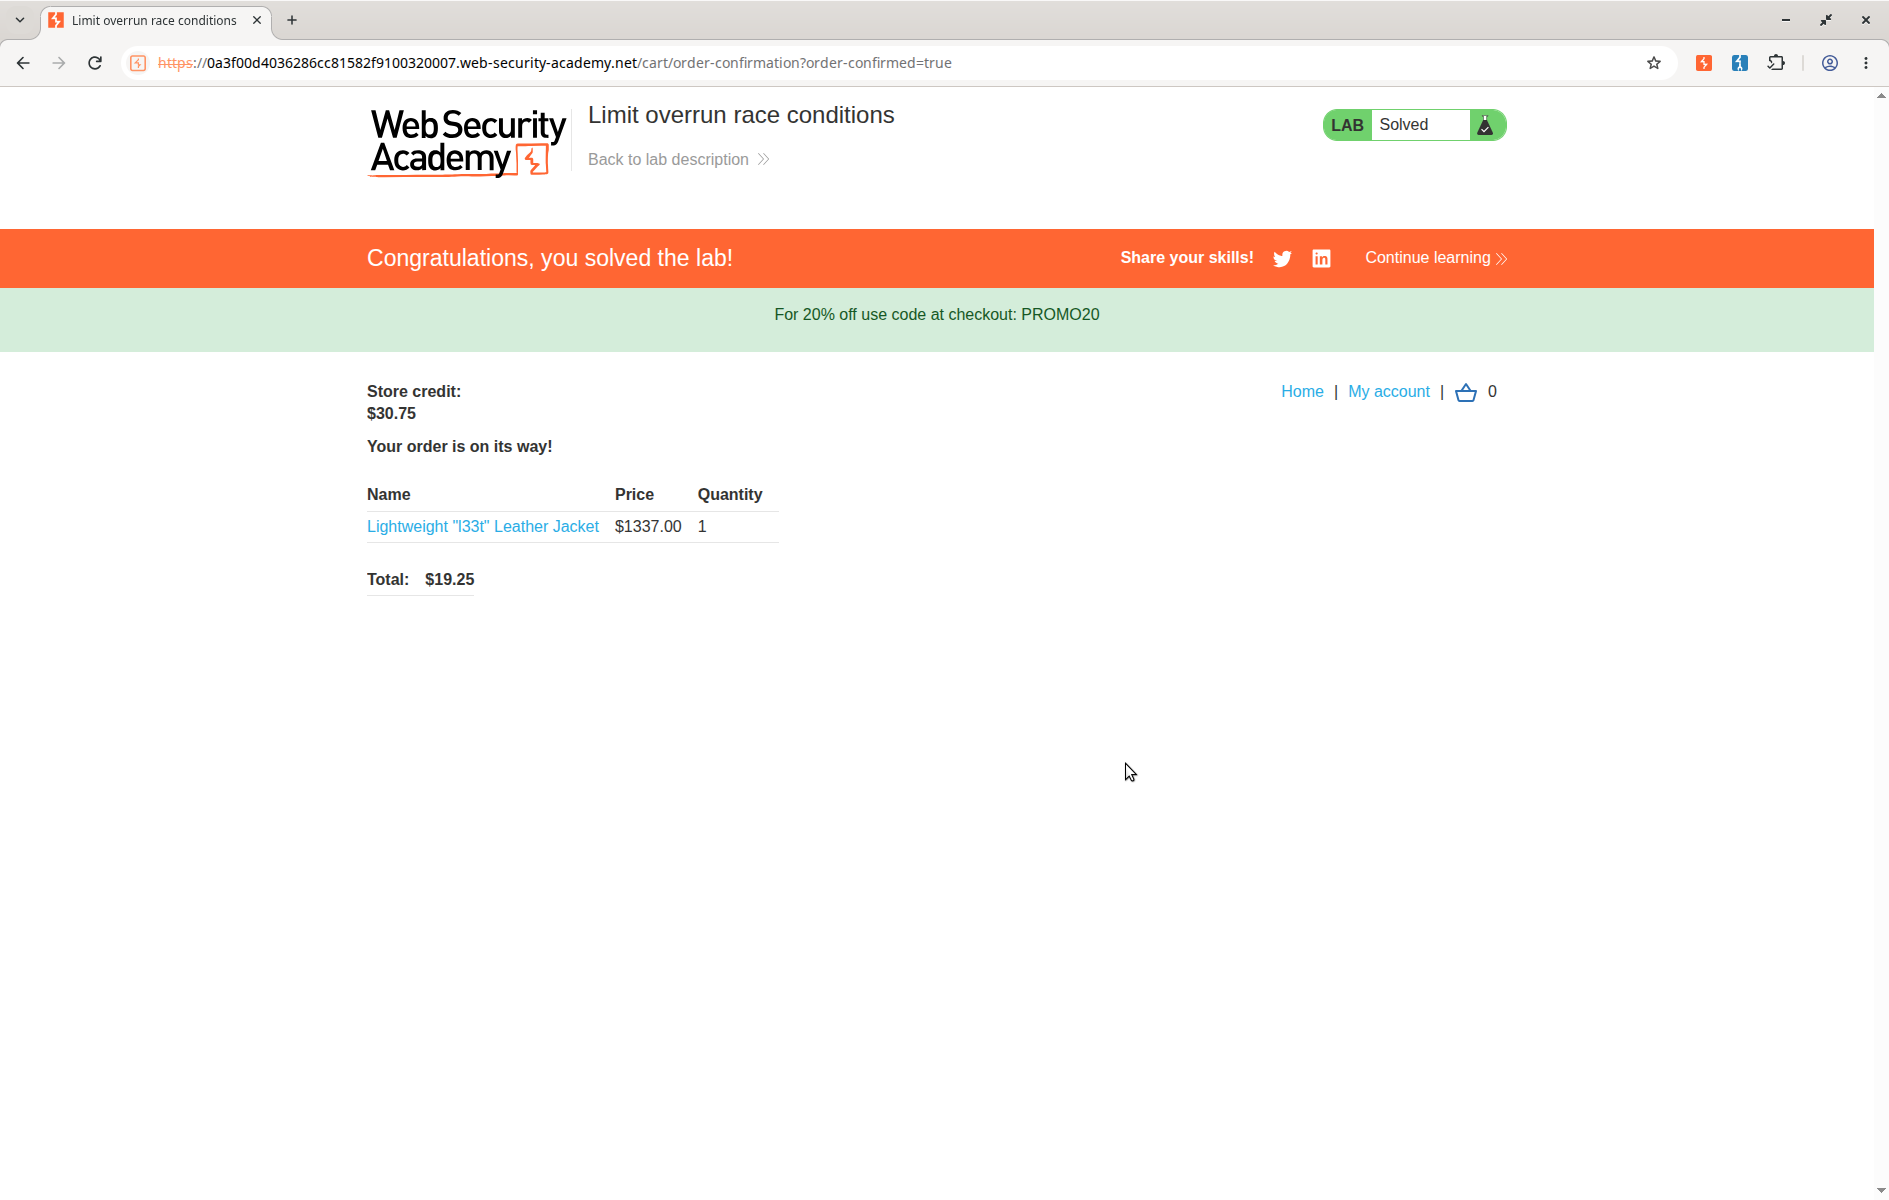 Limit overrun race conditions
https://0a3f00d4036286cc81582f9100320007.web-security-academy.net/cart/order-confirmation?order-confirmed=true
Web Security
Academy
Limit overrun race conditions
Back to lab description
LAB Solved
Congratulations, you solved the lab!
Share your skills!
Continue learning
For 20% off use code at checkout: PROMO20
Store credit:
$30.75
Home | My account | 0
Your order is on its way!
Name Price Quantity
Lightweight "l33t" Leather Jacket $1337.00 1
Total: $19.25